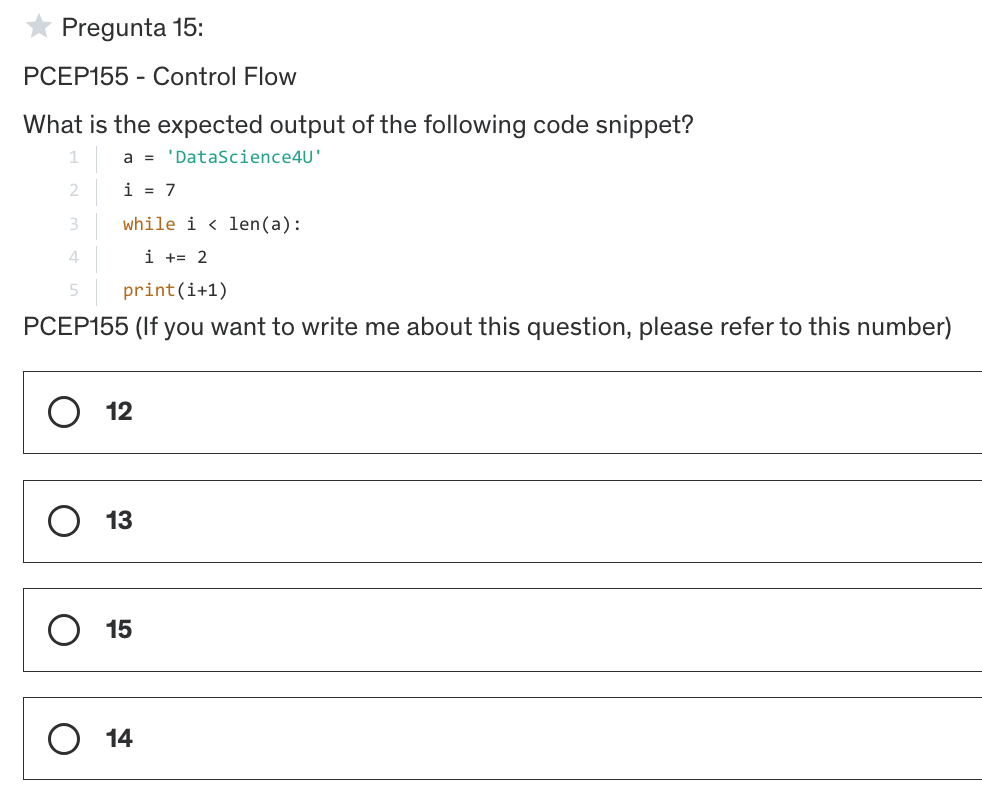 Pregunta 15:
PCEP155 - Control Flow
What is the expected output of the following code snippet?
1 a = 'DataScience4U'
2 i = 7
3 while i < len(a):
4   i += 2
5 print(i+1)
PCEP155 (If you want to write me about this question, please refer to this number)
12
13
15
14